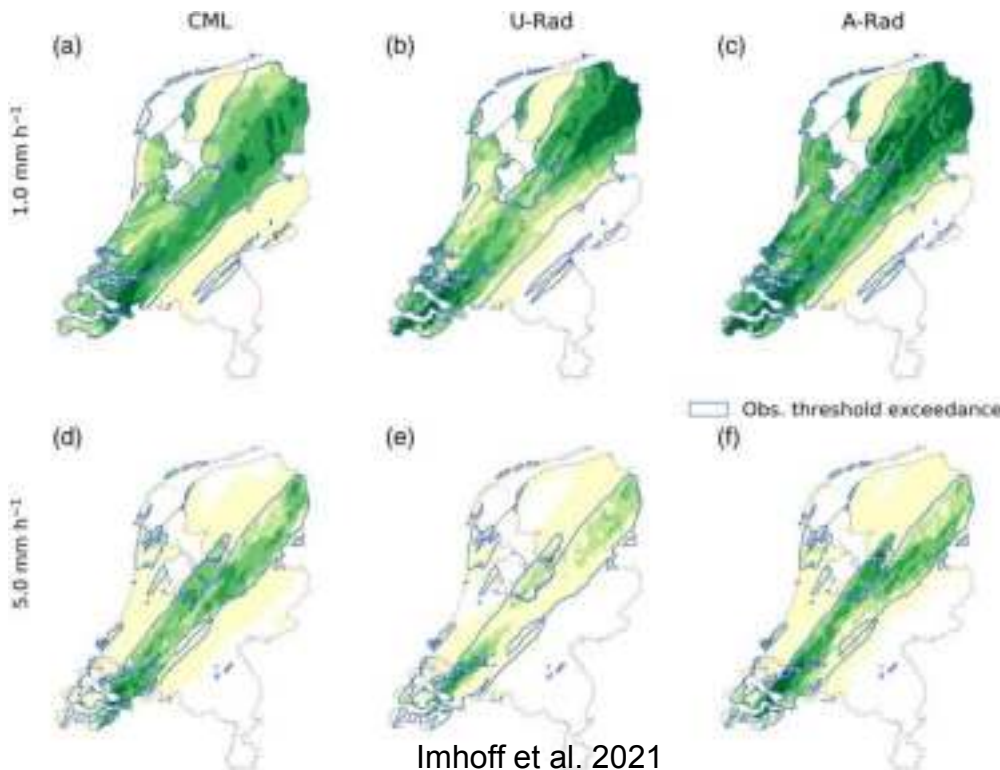 CML
U-Rad
A-Rad
(a)
(b)
(c)
1.0 mm h⁻¹
Obs. threshold exceedance
(d)
(e)
(f)
5.0 mm h⁻¹
Imhoff et al. 2021